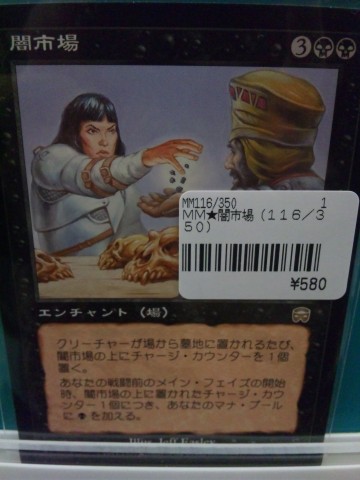 闇市場
3
MM116/350 1
MM★闇市場(116/3
50)
¥580
エンチャント(場)
クリーチャーが場から墓地に置かれるたび、
闇市場の上にチャージ・カウンターを1個
置く。
あなたの戦闘前のメイン・フェイズの開始
時、闇市場の上に置かれたチャージ・カウン
ター1個につき、あなたのマナ・プール
に を加える。
Illus. Jeff Easley